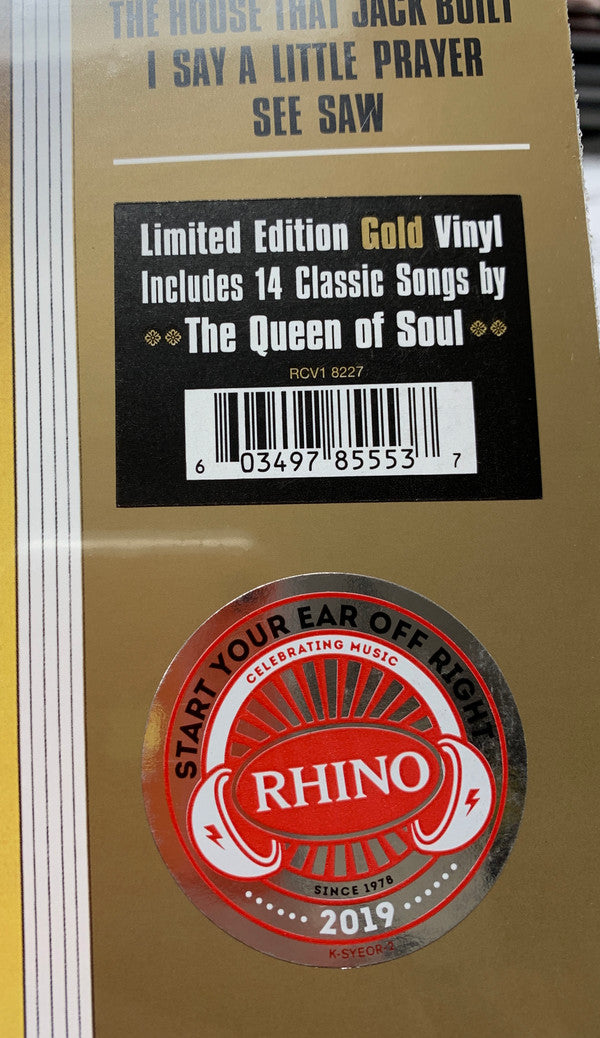 THE HOUSE THAT JACK BUILT
I SAY A LITTLE PRAYER
SEE SAW
Limited Edition Gold Vinyl
Includes 14 Classic Songs by
The Queen of Soul
RCV1 8227
6 03497 85553 7
START YOUR EAR OFF RIGHT
CELEBRATING MUSIC
RHINO
SINCE 1978
2019